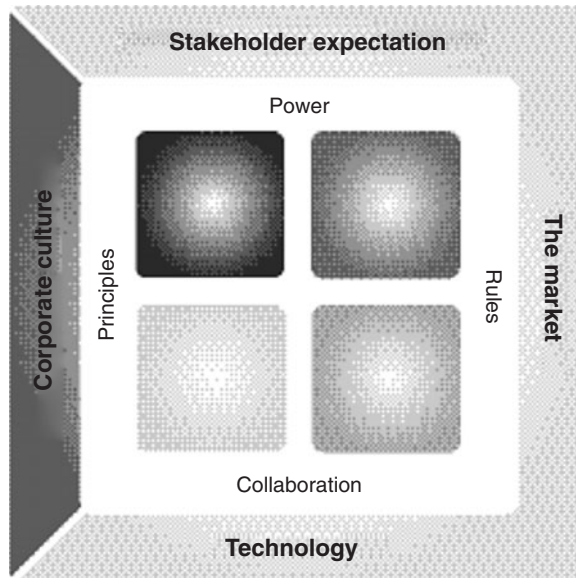 Stakeholder expectation
Power
Corporate culture
Principles
Rules
The market
Collaboration
Technology